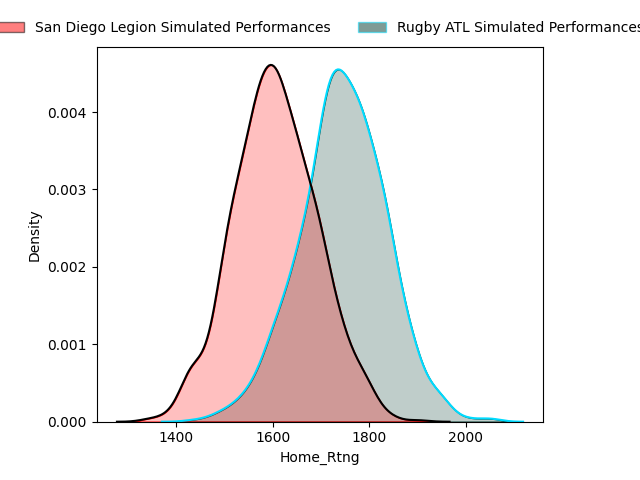 San Diego Legion Simulated Performances
Rugby ATL Simulated Performances
0.004
0.003
0.002
0.001
0.000
Density
1400
1600
1800
2000
Home_Rtng